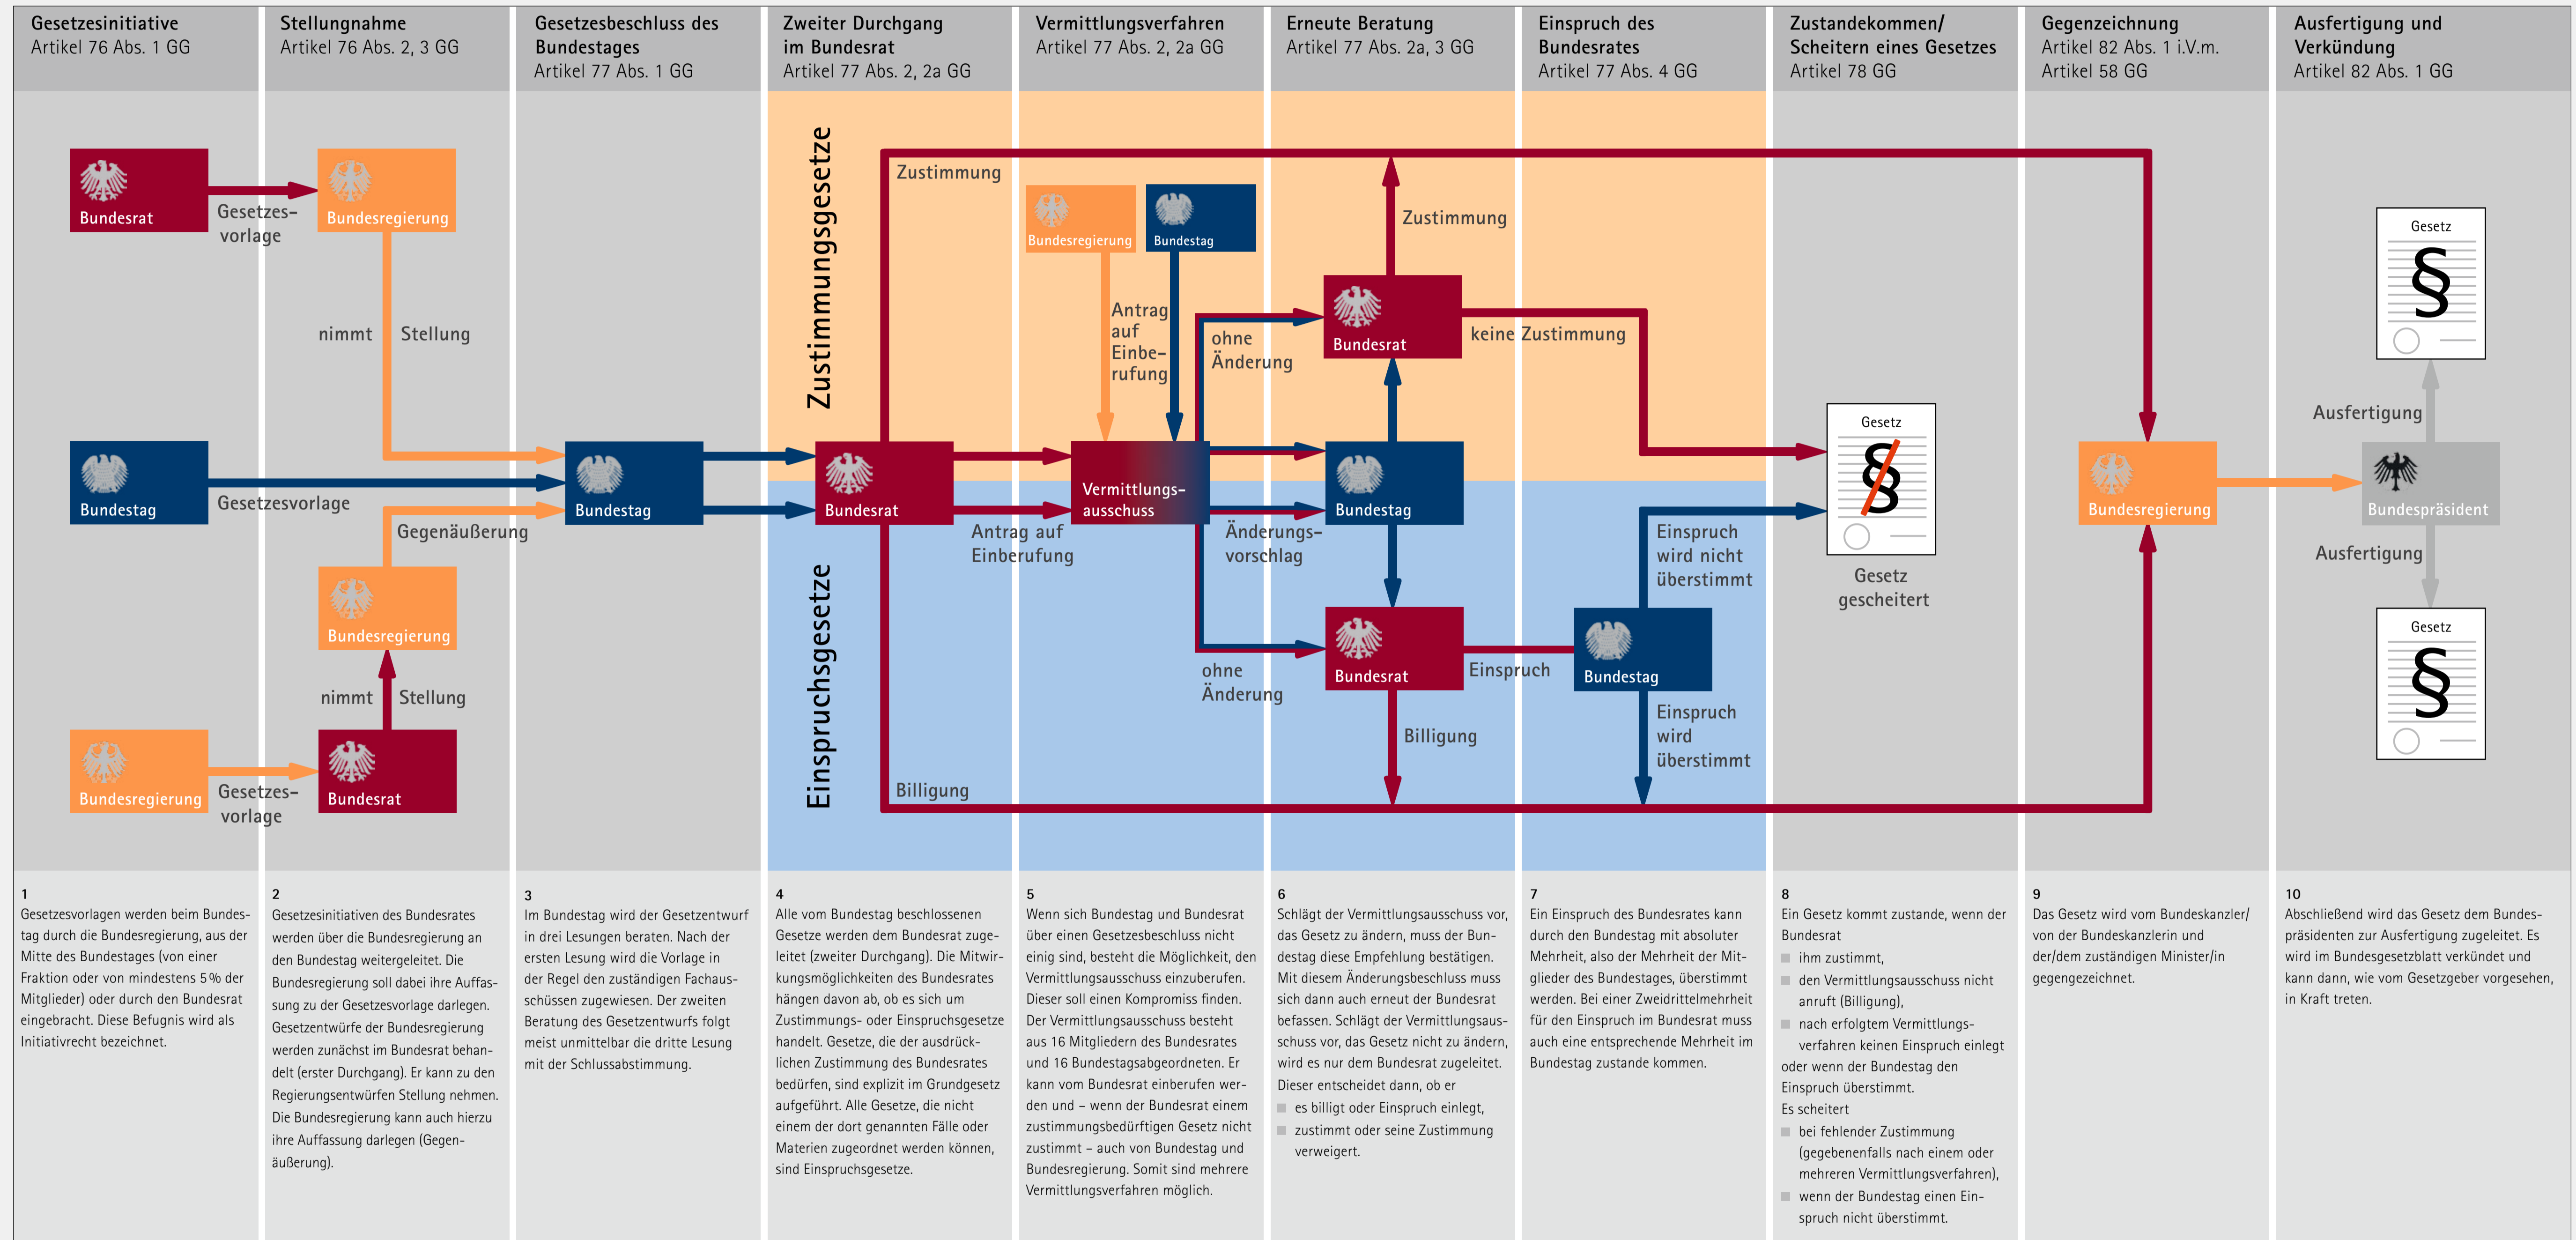 Gesetzesinitiative
Artikel 76 Abs. 1 GG
Stellungnahme
Artikel 76 Abs. 2, 3 GG
Gesetzesbeschluss des
Bundestages
Artikel 77 Abs. 1 GG
Zweiter Durchgang
im Bundesrat
Artikel 77 Abs. 2, 2a GG
Vermittlungsverfahren
Artikel 77 Abs. 2, 2a GG
Erneute Beratung
Artikel 77 Abs. 2a, 3 GG
Einspruch des
Bundesrates
Artikel 77 Abs. 4 GG
Zustandekommen/
Scheitern eines Gesetzes
Artikel 78 GG
Gegenzeichnung
Artikel 82 Abs. 1 i.V.m.
Artikel 58 GG
Ausfertigung und
Verkündung
Artikel 82 Abs. 1 GG
Bundesrat
Gesetzes-
vorlage
Bundesregierung
nimmt Stellung
Bundestag
Gesetzesvorlage
Gegenäußerung
Bundesregierung
nimmt Stellung
Bundesregierung
Gesetzes-
vorlage
Bundesrat
Bundestag
Zustimmungsgesetze
Einspruchsgesetze
Zustimmung
Bundesrat
Billigung
Antrag auf
Einberufung
Bundesregierung
Bundestag
Antrag
auf
Einbe-
rufung
Vermittlungs-
ausschuss
ohne
Änderung
Änderungs-
vorschlag
ohne
Änderung
Zustimmung
Bundesrat
keine Zustimmung
Bundestag
Bundesrat
Einspruch
Billigung
Einspruch
wird nicht
überstimmt
Bundestag
Einspruch
wird
überstimmt
Gesetz
§
Gesetz
gescheitert
Bundesregierung
Gesetz
§
Ausfertigung
Bundespräsident
Ausfertigung
Gesetz
§
1
Gesetzesvorlagen werden beim Bundes-
tag durch die Bundesregierung, aus der
Mitte des Bundestages (von einer
Fraktion oder von mindestens 5 % der
Mitglieder) oder durch den Bundesrat
eingebracht. Diese Befugnis wird als
Initiativrecht bezeichnet.
2
Gesetzesinitiativen des Bundesrates
werden über die Bundesregierung an
den Bundestag weitergeleitet. Die
Bundesregierung soll dabei ihre Auffas-
sung zu der Gesetzesvorlage darlegen.
Gesetzentwürfe der Bundesregierung
werden zunächst im Bundesrat behan-
delt (erster Durchgang). Er kann zu den
Regierungsentwürfen Stellung nehmen.
Die Bundesregierung kann auch hierzu
ihre Auffassung darlegen (Gegen-
äußerung).
3
Im Bundestag wird der Gesetzentwurf
in drei Lesungen beraten. Nach der
ersten Lesung wird die Vorlage in
der Regel den zuständigen Fachaus-
schüssen zugewiesen. Der zweiten
Beratung des Gesetzentwurfs folgt
meist unmittelbar die dritte Lesung
mit der Schlussabstimmung.
4
Alle vom Bundestag beschlossenen
Gesetze werden dem Bundesrat zuge-
leitet (zweiter Durchgang). Die Mitwir-
kungsmöglichkeiten des Bundesrates
hängen davon ab, ob es sich um
Zustimmungs- oder Einspruchsgesetze
handelt. Gesetze, die der ausdrück-
lichen Zustimmung des Bundesrates
bedürfen, sind explizit im Grundgesetz
aufgeführt. Alle Gesetze, die nicht
einem der dort genannten Fälle oder
Materien zugeordnet werden können,
sind Einspruchsgesetze.
5
Wenn sich Bundestag und Bundesrat
über einen Gesetzesbeschluss nicht
einig sind, besteht die Möglichkeit, den
Vermittlungsausschuss einzuberufen.
Dieser soll einen Kompromiss finden.
Der Vermittlungsausschuss besteht
aus 16 Mitgliedern des Bundesrates
und 16 Bundestagsabgeordneten. Er
kann vom Bundesrat einberufen wer-
den und – wenn der Bundesrat einem
zustimmungsbedürftigen Gesetz nicht
zustimmt – auch von Bundestag und
Bundesregierung. Somit sind mehrere
Vermittlungsverfahren möglich.
6
Schlägt der Vermittlungsausschuss vor,
das Gesetz zu ändern, muss der Bun-
destag diese Empfehlung bestätigen.
Mit diesem Änderungsbeschluss muss
sich dann auch erneut der Bundesrat
befassen. Schlägt der Vermittlungsaus-
schuss vor, das Gesetz nicht zu ändern,
wird es nur dem Bundesrat zugeleitet.
Dieser entscheidet dann, ob er
es billigt oder Einspruch einlegt,
zustimmt oder seine Zustimmung
verweigert.
7
Ein Einspruch des Bundesrates kann
durch den Bundestag mit absoluter
Mehrheit, also der Mehrheit der Mit-
glieder des Bundestages, überstimmt
werden. Bei einer Zweidrittelmehrheit
für den Einspruch im Bundesrat muss
auch eine entsprechende Mehrheit im
Bundestag zustande kommen.
8
Ein Gesetz kommt zustande, wenn der
Bundesrat
ihm zustimmt,
den Vermittlungsausschuss nicht
anruft (Billigung),
nach erfolgtem Vermittlungs-
verfahren keinen Einspruch einlegt
oder wenn der Bundestag den
Einspruch überstimmt.
Es scheitert
bei fehlender Zustimmung
(gegebenenfalls nach einem oder
mehreren Vermittlungsverfahren),
wenn der Bundestag einen Ein-
spruch nicht überstimmt.
9
Das Gesetz wird vom Bundeskanzler/
von der Bundeskanzlerin und
der/dem zuständigen Minister/in
gegengezeichnet.
10
Abschließend wird das Gesetz dem Bundes-
präsidenten zur Ausfertigung zugeleitet. Es
wird im Bundesgesetzblatt verkündet und
kann dann, wie vom Gesetzgeber vorgesehen,
in Kraft treten.